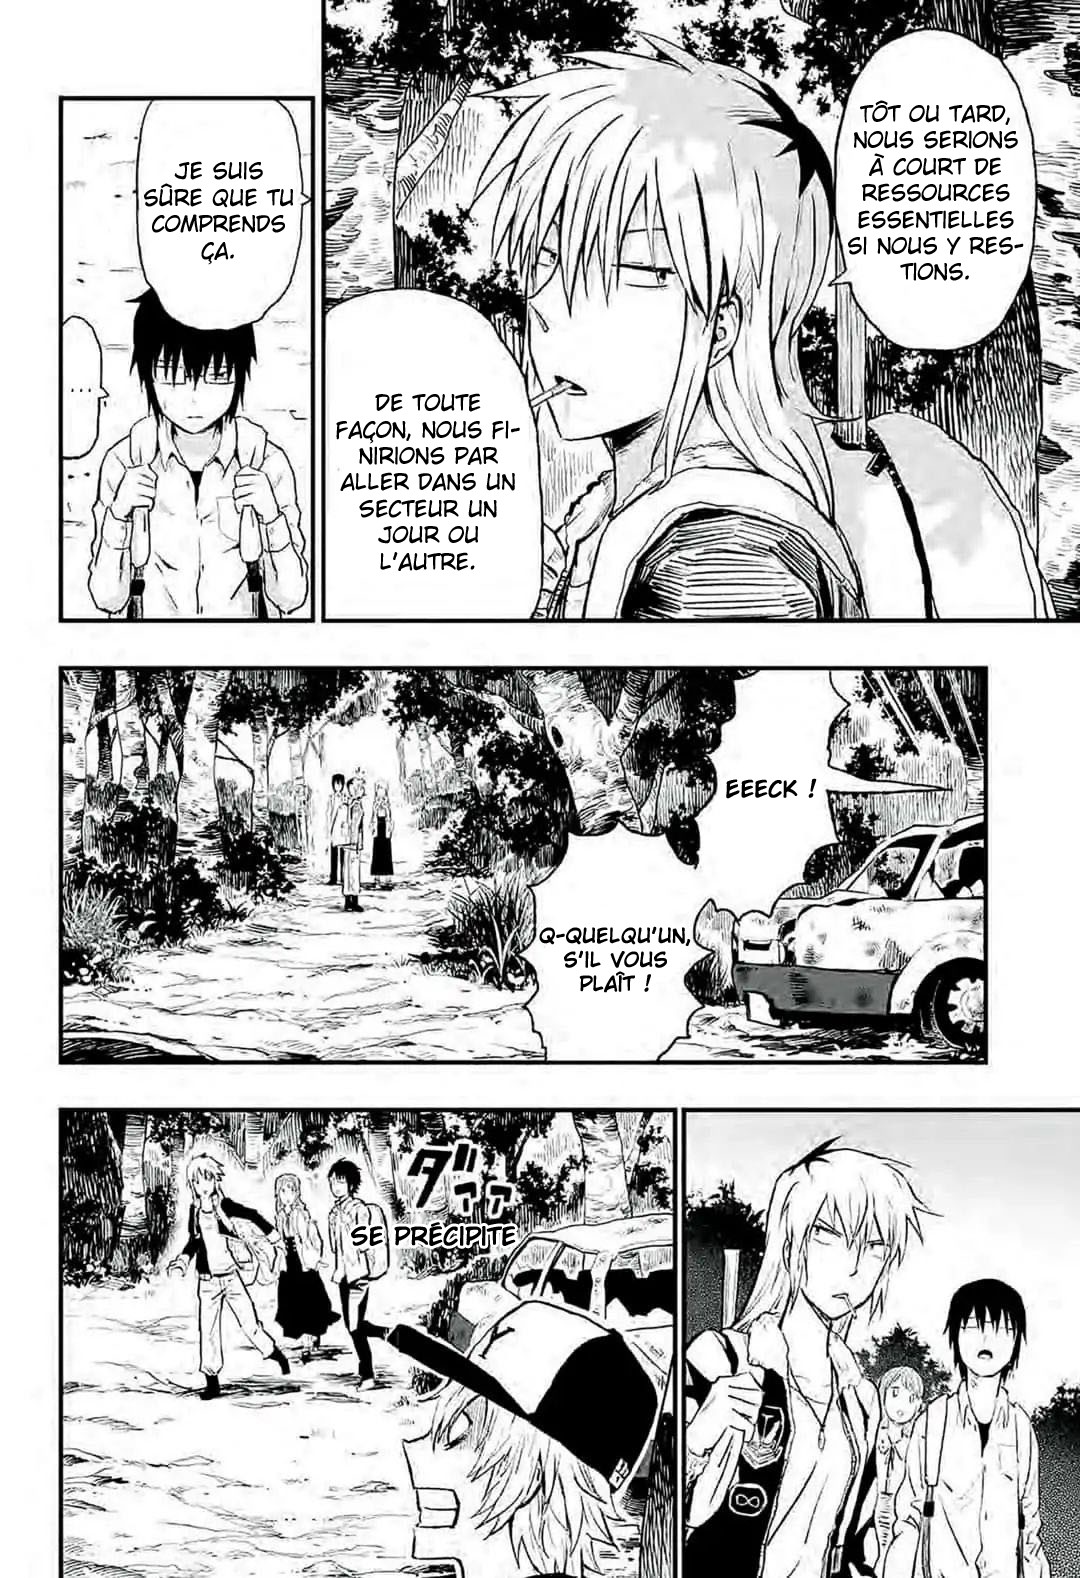 TÔT OU TARD,
NOUS SERIONS
À COURT DE
RESSOURCES
ESSENTIELLES
SI NOUS Y RES-
TIONS.
DE TOUTE
FAÇON, NOUS FI-
NIRIONS PAR
ALLER DANS UN
SECTEUR UN
JOUR OU
L'AUTRE.
JE SUIS
SÛRE QUE TU
COMPRENDS
ÇA.
...
EEECK !
Q-QUELQU'UN,
S'IL VOUS
PLAÎT !
ダァァ
SE PRÉCIPITE